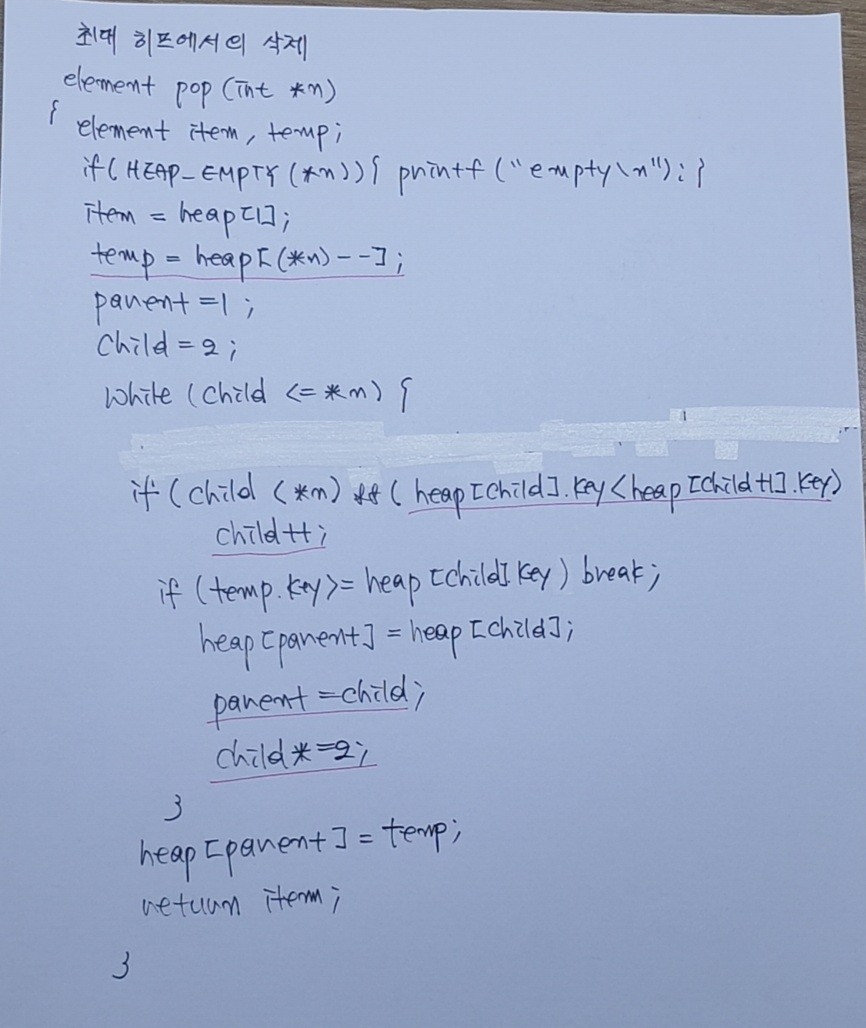 최대 히프에서의 삭제
element pop (int *n)
{ element item, temp;
if(HEAP_EMPTY(*n)){ printf("empty\n"); }
item = heap[1];
temp = heap[(*n)--];
parent = 1;
Child = 2;
while (child <= *n) {
if (child < *n) && (heap[child].key < heap[child+1].key)
child++;
if (temp.key >= heap[child].key) break;
heap[parent] = heap[child];
parent = child;
child *= 2;
}
heap[parent] = temp;
return item;
}